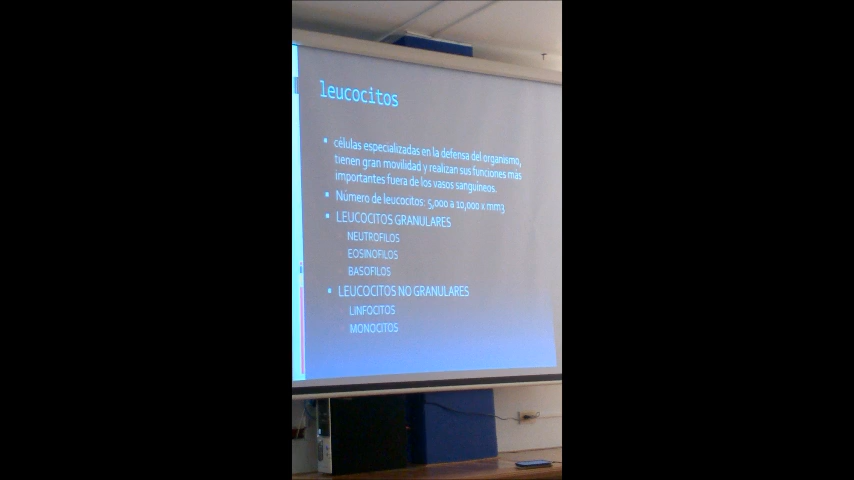 leucocitos
células especializadas en la defensa del organismo,
tienen gran movilidad y realizan sus funciones más
importantes fuera de los vasos sanguíneos.
Número de leucocitos: 5,000 a 10,000 x mm3
LEUCOCITOS GRANULARES
NEUTROFILOS
EOSINOFILOS
BASOFILOS
LEUCOCITOS NO GRANULARES
LINFOCITOS
MONOCITOS